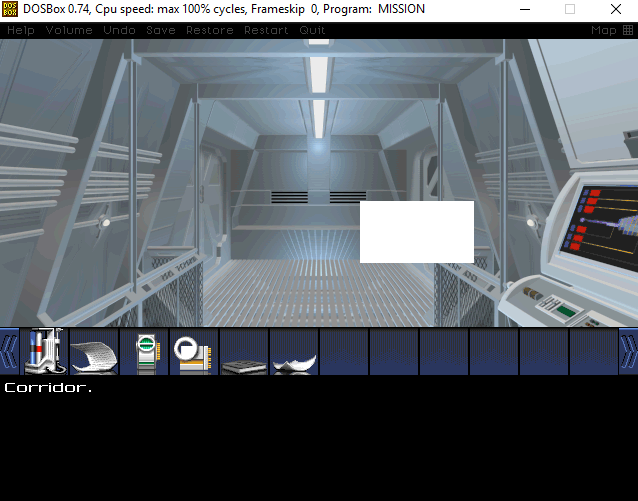 DOSBox 0.74, Cpu speed: max 100% cycles, Frameskip 0, Program: MISSION
Help Volume Undo Save Restore Restart Quit Map
Corridor.